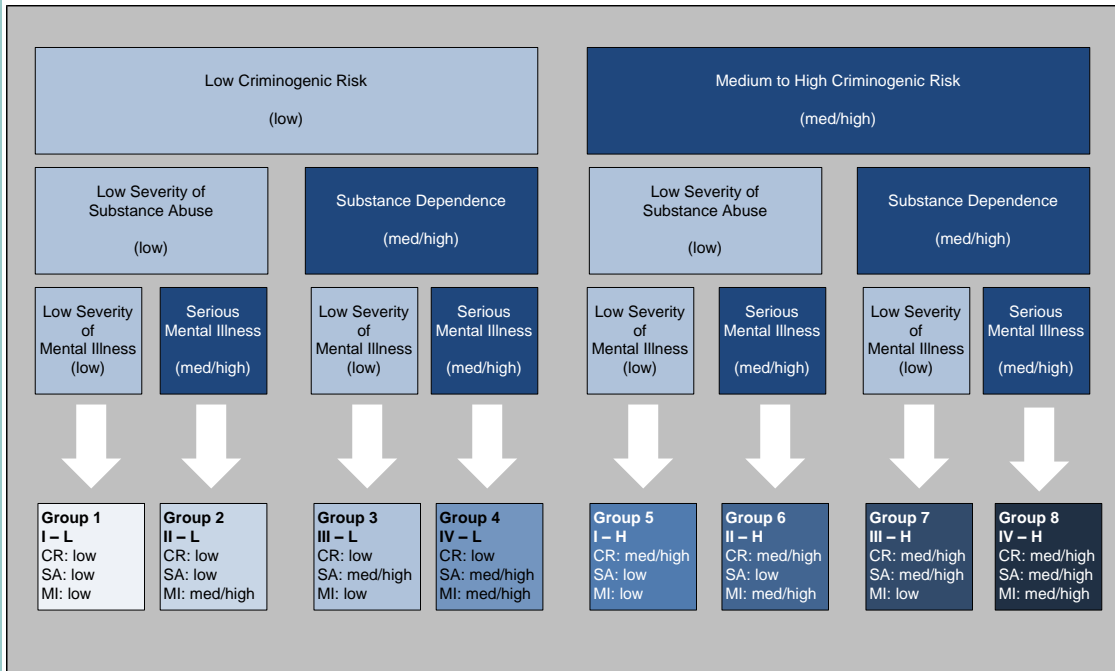 Low Criminogenic Risk
(low)
Medium to High Criminogenic Risk
(med/high)
Low Severity of
Substance Abuse
(low)
Substance Dependence
(med/high)
Low Severity of
Substance Abuse
(low)
Substance Dependence
(med/high)
Low Severity
of
Mental Illness
(low)
Serious
Mental Illness
(med/high)
Low Severity
of
Mental Illness
(low)
Serious
Mental Illness
(med/high)
Low Severity
of
Mental Illness
(low)
Serious
Mental Illness
(med/high)
Low Severity
of
Mental Illness
(low)
Serious
Mental Illness
(med/high)
Group 1
I – L
CR: low
SA: low
MI: low
Group 2
II – L
CR: low
SA: low
MI: med/high
Group 3
III – L
CR: low
SA: med/high
MI: low
Group 4
IV – L
CR: low
SA: med/high
MI: med/high
Group 5
I – H
CR: med/high
SA: low
MI: low
Group 6
II – H
CR: med/high
SA: low
MI: med/high
Group 7
III – H
CR: med/high
SA: med/high
MI: low
Group 8
IV – H
CR: med/high
SA: med/high
MI: med/high